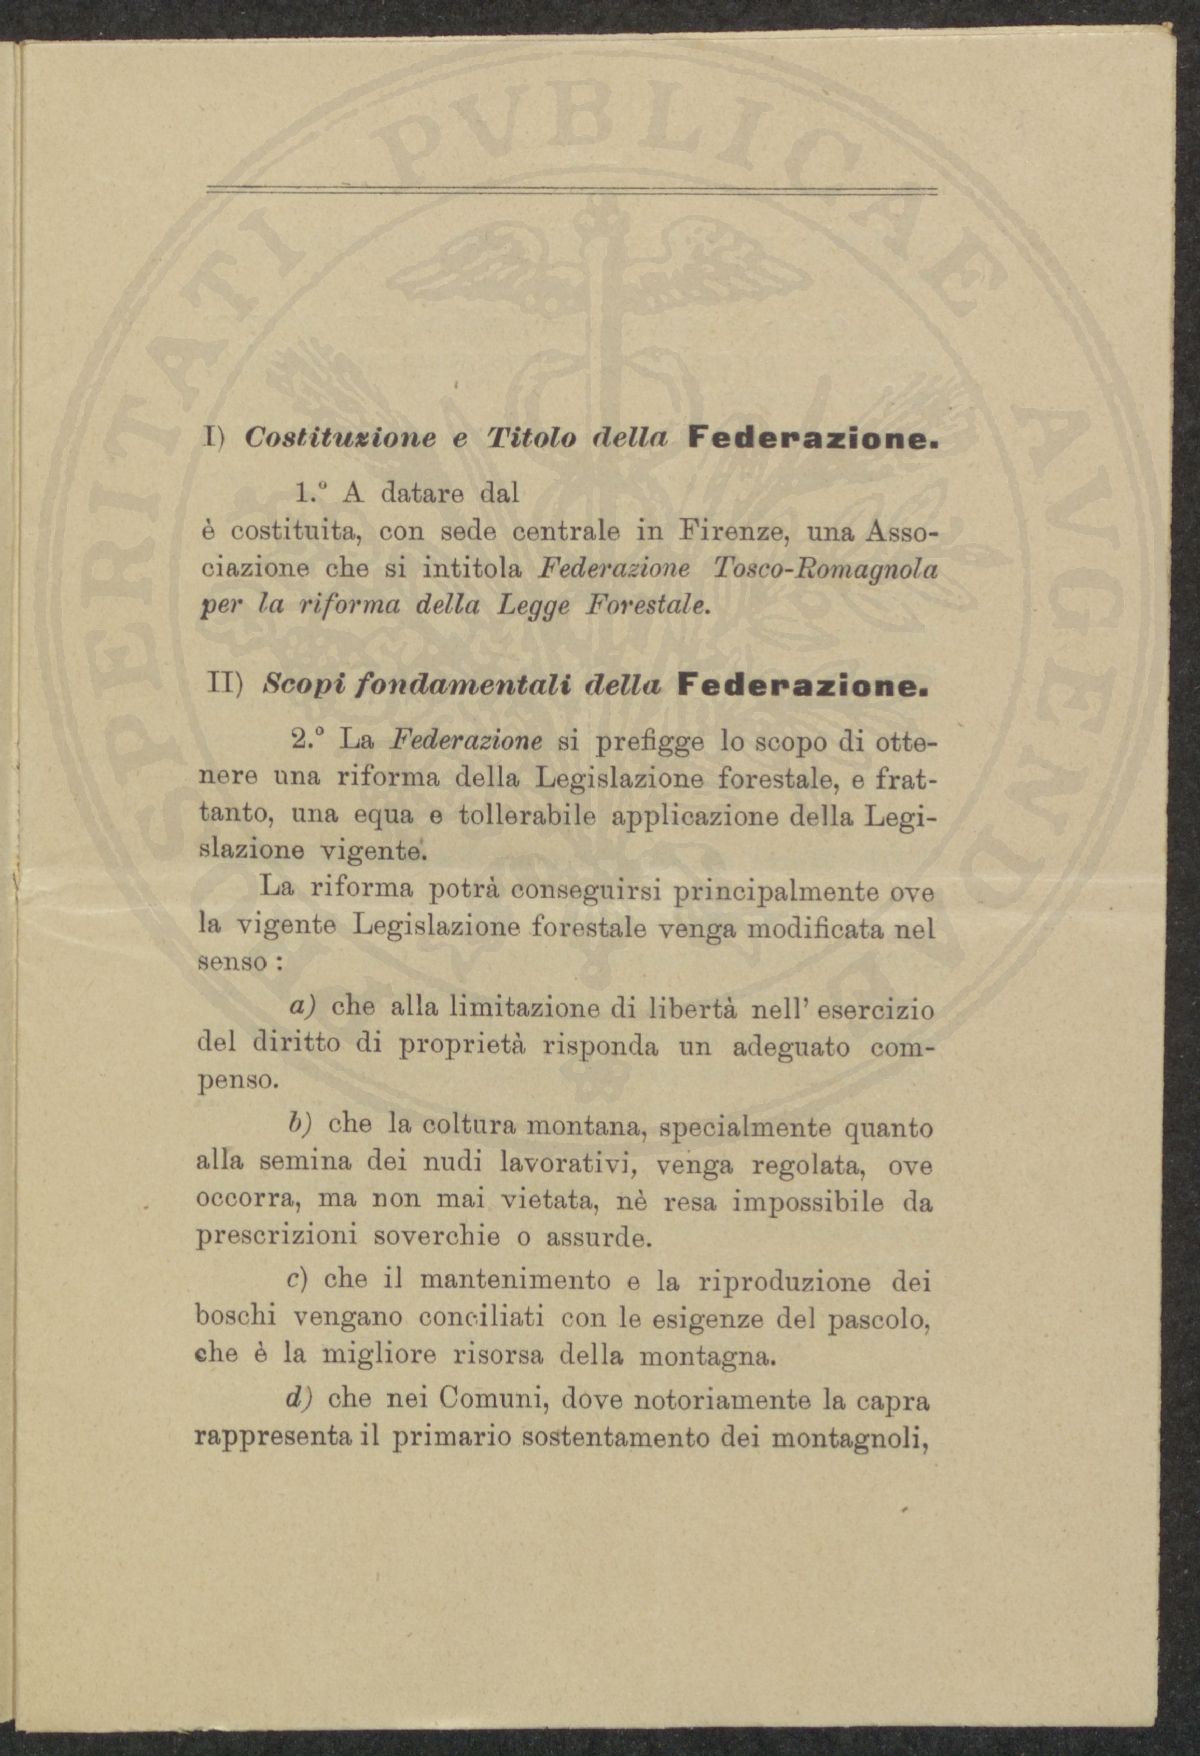 I) Costituzione e Titolo della Federazione.
1.º A datare dal
è costituita, con sede centrale in Firenze, una Asso-
ciazione che si intitola Federazione Tosco-Romagnola
per la riforma della Legge Forestale.
II) Scopi fondamentali della Federazione.
2.º La Federazione si prefigge lo scopo di otte-
nere una riforma della Legislazione forestale, e frat-
tanto, una equa e tollerabile applicazione della Legi-
slazione vigente.
La riforma potrà conseguirsi principalmente ove
la vigente Legislazione forestale venga modificata nel
senso :
a) che alla limitazione di libertà nell' esercizio
del diritto di proprietà risponda un adeguato com-
penso.
b) che la coltura montana, specialmente quanto
alla semina dei nudi lavorativi, venga regolata, ove
occorra, ma non mai vietata, nè resa impossibile da
prescrizioni soverchie o assurde.
c) che il mantenimento e la riproduzione dei
boschi vengano conciliati con le esigenze del pascolo,
che è la migliore risorsa della montagna.
d) che nei Comuni, dove notoriamente la capra
rappresenta il primario sostentamento dei montagnoli,